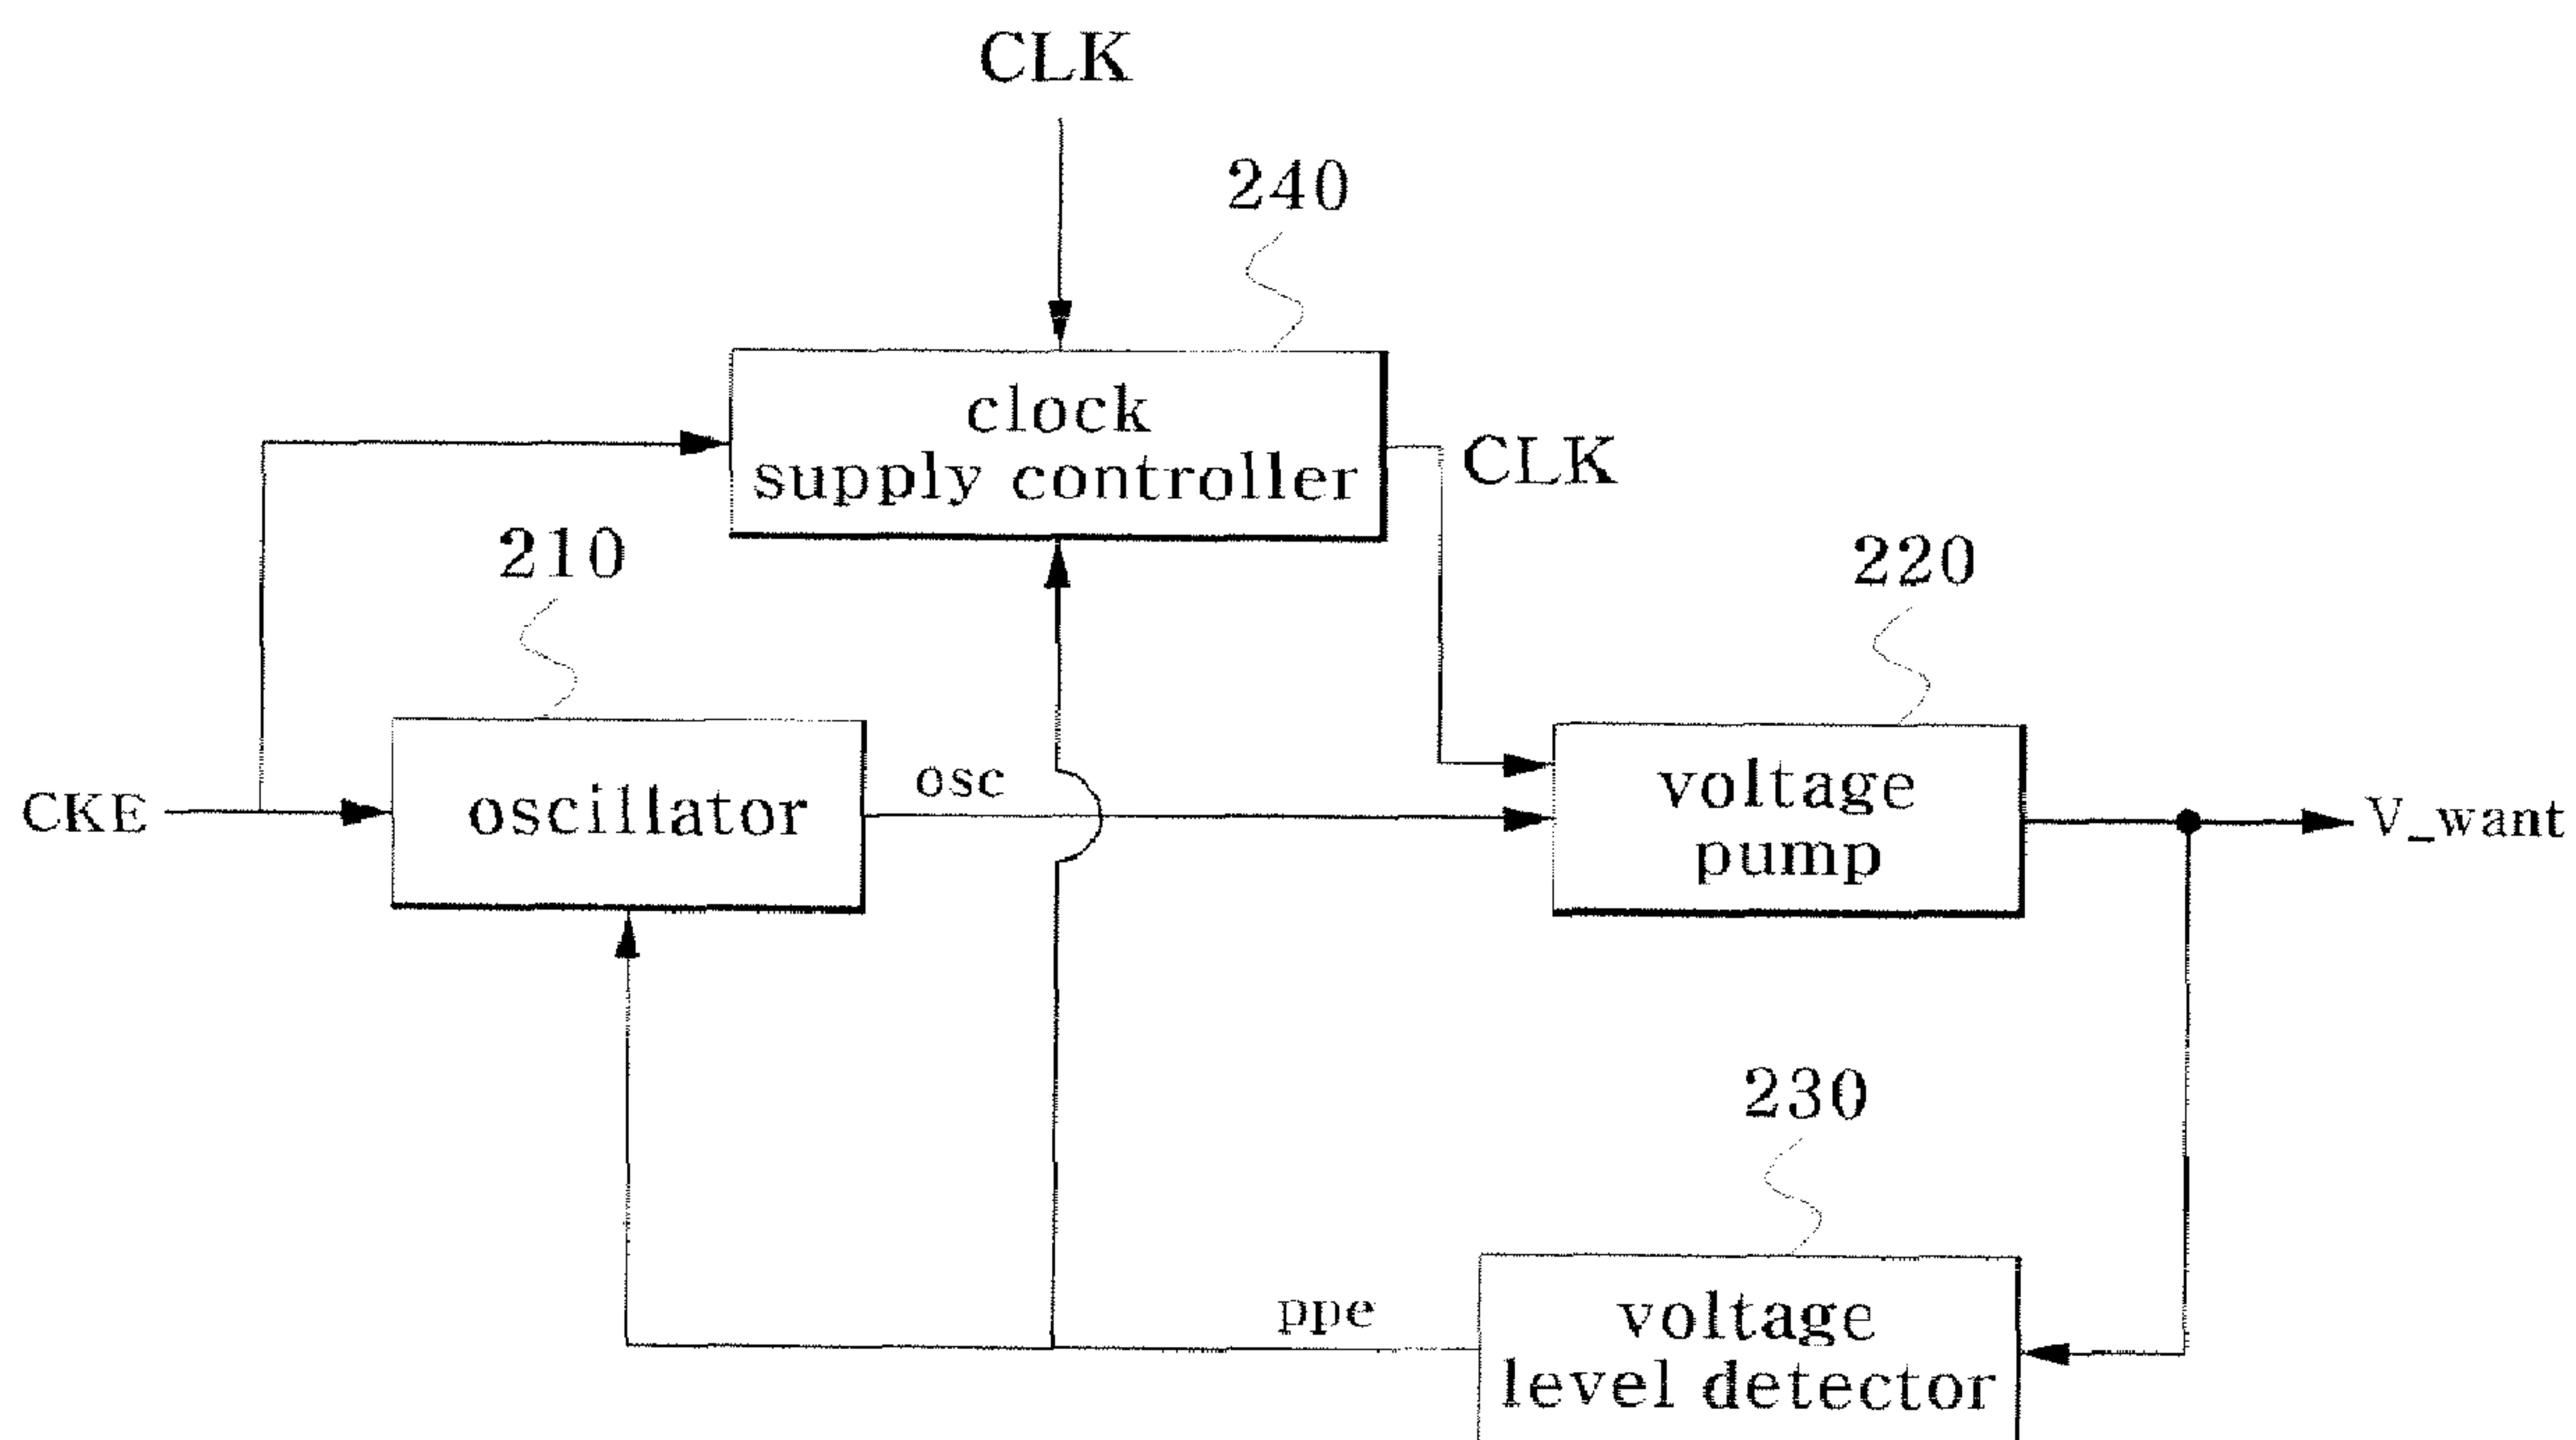 CLK
240
clock
supply controller
CLK
210
220
CKE
oscillator
osc
voltage
pump
V_want
230
ppe
voltage
level detector